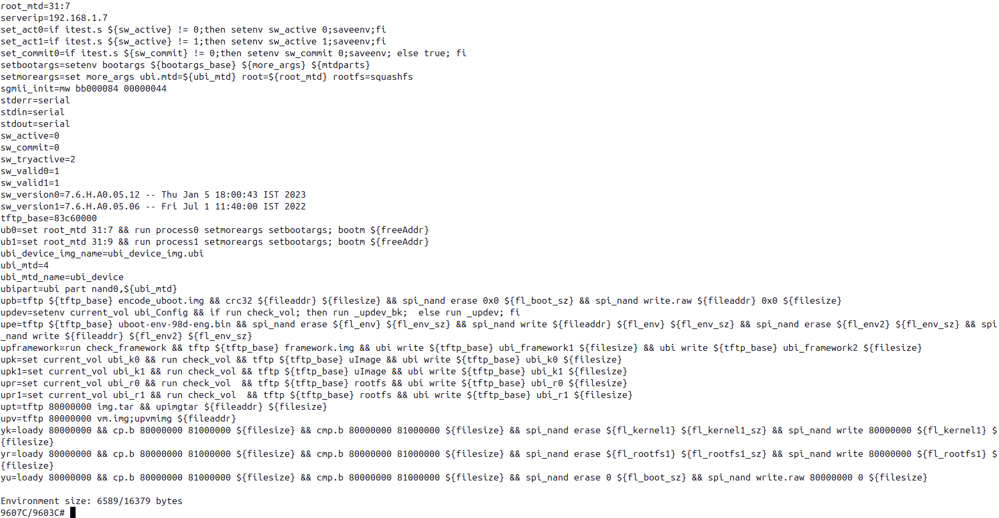 root_mtd=31:7
serverip=192.168.1.7
set_act0=if itest.s ${sw_active} != 0;then setenv sw_active 0;saveenv;fi
set_act1=if itest.s ${sw_active} != 1;then setenv sw_active 1;saveenv;fi
set_commit0=if itest.s ${sw_commit} != 0;then setenv sw_commit 0;saveenv; else true; fi
setbootargs=setenv bootargs ${bootargs_base} ${more_args} ${mtdparts}
setmoreargs=set more_args ubi.mtd=${ubi_mtd} root=${root_mtd} rootfs=squashfs
sgmii_init=mw bb000084 00000044
stderr=serial
stdin=serial
stdout=serial
sw_active=0
sw_commit=0
sw_tryactive=2
sw_valid0=1
sw_valid1=1
sw_version0=7.6.H.A0.05.12 -- Thu Jan 5 18:00:43 IST 2023
sw_version1=7.6.H.A0.05.06 -- Fri Jul 1 11:40:00 IST 2022
tftp_base=83c60000
ub0=set root_mtd 31:7 && run process0 setmoreargs setbootargs; bootm ${freeAddr}
ub1=set root_mtd 31:9 && run process1 setmoreargs setbootargs; bootm ${freeAddr}
ubi_device_img_name=ubi_device_img.ubi
ubi_mtd=4
ubi_mtd_name=ubi_device
ubipart=ubi part nand0,${ubi_mtd}
upb=tftp ${tftp_base} encode_uboot.img && crc32 ${fileaddr} ${filesize} && spi_nand erase 0x0 ${fl_boot_sz} && spi_nand write.raw ${fileaddr} 0x0 ${filesize}
updev=setenv current_vol ubi_Config && if run check_vol; then run _updev_bk;  else run _updev; fi
upe=tftp ${tftp_base} uboot-env-98d-eng.bin && spi_nand erase ${fl_env} ${fl_env_sz} && spi_nand write ${fileaddr} ${fl_env} ${fl_env_sz} && spi_nand erase ${fl_env2} ${fl_env_sz} && spi
_nand write ${fileaddr} ${fl_env2} ${fl_env_sz}
upframework=run check_framework && tftp ${tftp_base} framework.img && ubi write ${tftp_base} ubi_framework1 ${filesize} && ubi write ${tftp_base} ubi_framework2 ${filesize}
upk=set current_vol ubi_k0 && run check_vol && tftp ${tftp_base} uImage && ubi write ${tftp_base} ubi_k0 ${filesize}
upk1=set current_vol ubi_k1 && run check_vol && tftp ${tftp_base} uImage && ubi write ${tftp_base} ubi_k1 ${filesize}
upr=set current_vol ubi_r0 && run check_vol  && tftp ${tftp_base} rootfs && ubi write ${tftp_base} ubi_r0 ${filesize}
upr1=set current_vol ubi_r1 && run check_vol  && tftp ${tftp_base} rootfs && ubi write ${tftp_base} ubi_r1 ${filesize}
upt=tftp 80000000 img.tar && upimgtar ${fileaddr} ${filesize}
upv=tftp 80000000 vm.img;upvmimg ${fileaddr}
yk=loady 80000000 && cp.b 80000000 81000000 ${filesize} && cmp.b 80000000 81000000 ${filesize} && spi_nand erase ${fl_kernel1} ${fl_kernel1_sz} && spi_nand write 80000000 ${fl_kernel1} $
{filesize}
yr=loady 80000000 && cp.b 80000000 81000000 ${filesize} && cmp.b 80000000 81000000 ${filesize} && spi_nand erase ${fl_rootfs1} ${fl_rootfs1_sz} && spi_nand write 80000000 ${fl_rootfs1} $
{filesize}
yu=loady 80000000 && cp.b 80000000 81000000 ${filesize} && cmp.b 80000000 81000000 ${filesize} && spi_nand erase 0 ${fl_boot_sz} && spi_nand write.raw 80000000 0 ${filesize}

Environment size: 6589/16379 bytes
9607C/9603C#